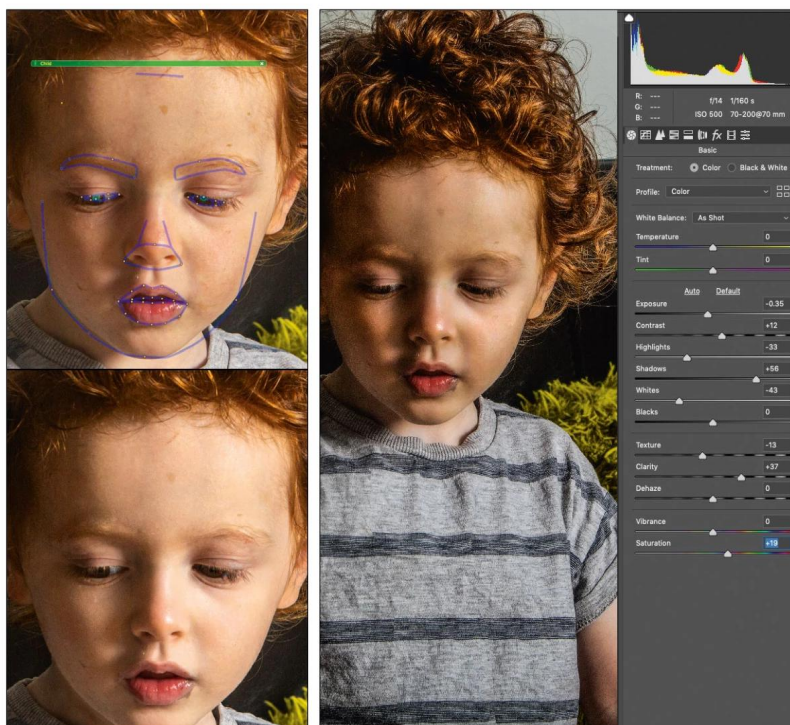 Child
R: ---
G: ---
B: ---
f/14 1/160 s
ISO 500 70-200@70 mm
fx
Basic
Treatment: Color Black & White
Profile: Color
White Balance: As Shot
Temperature 0
Tint 0
Auto Default
Exposure -0.35
Contrast +12
Highlights -33
Shadows +56
Whites -43
Blacks 0
Texture -13
Clarity +37
Dehaze 0
Vibrance 0
Saturation +19